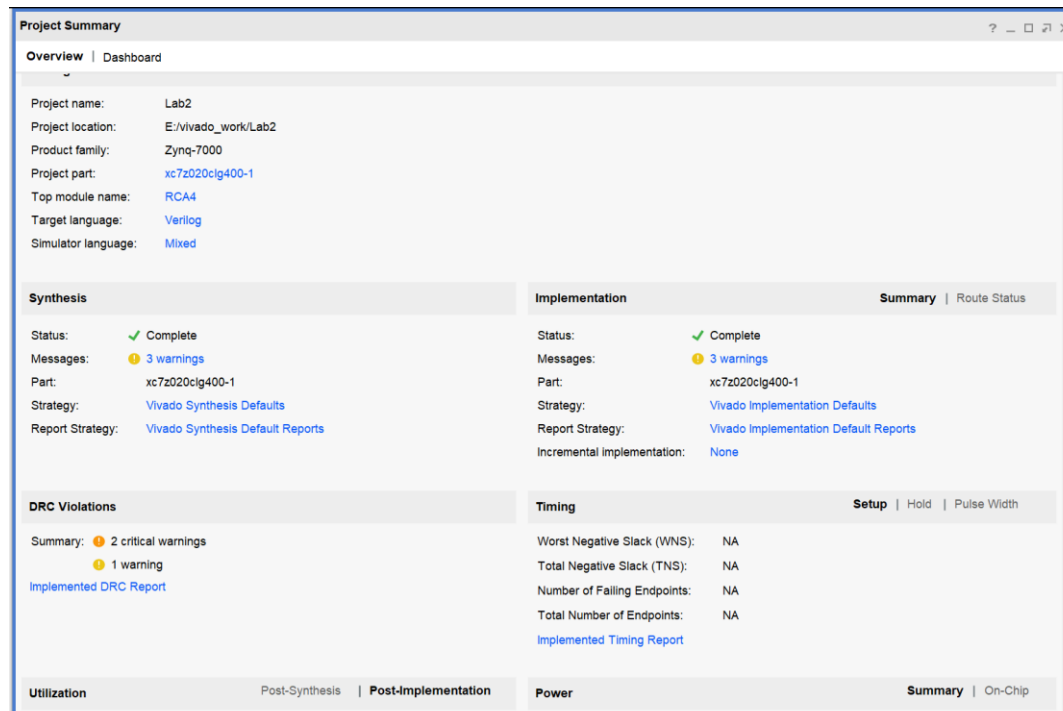 Project Summary
? _
Overview | Dashboard
Project name: Lab2
Project location: E:/vivado_work/Lab2
Product family: Zynq-7000
Project part: xc7z020clg400-1
Top module name: RCA4
Target language: Verilog
Simulator language: Mixed
Synthesis
Status: Complete
Messages: 3 warnings
Part: xc7z020clg400-1
Strategy: Vivado Synthesis Defaults
Report Strategy: Vivado Synthesis Default Reports
Implementation Summary | Route Status
Status: Complete
Messages: 3 warnings
Part: xc7z020clg400-1
Strategy: Vivado Implementation Defaults
Report Strategy: Vivado Implementation Default Reports
Incremental implementation: None
DRC Violations
Summary: 2 critical warnings
1 warning
Implemented DRC Report
Timing Setup | Hold | Pulse Width
Worst Negative Slack (WNS): NA
Total Negative Slack (TNS): NA
Number of Failing Endpoints: NA
Total Number of Endpoints: NA
Implemented Timing Report
Utilization Post-Synthesis | Post-Implementation
Power Summary | On-Chip